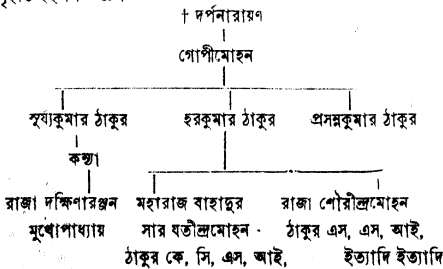 † দর্পনারায়ণ
গোপীমোহন
সূর্য্যকুমার ঠাকুর হরকুমার ঠাকুর প্রসন্নকুমার ঠাকুর
কন্যা
রাজা দক্ষিণারঞ্জন মহারাজ বাহাদুর রাজা শৌরীন্দ্রমোহন
মুখোপাধ্যায় সার যতীন্দ্রমোহন ঠাকুর এস, এস, আই,
ঠাকুর কে, সি, এস, আই, ইত্যাদি ইত্যাদি